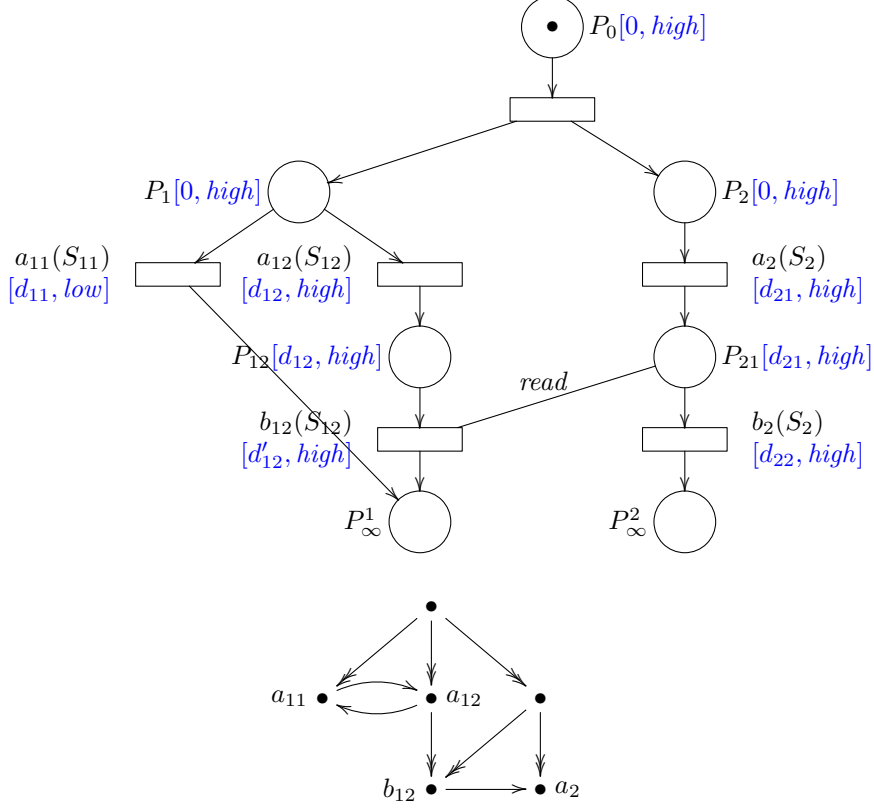 P₀[0, high]
P₁[0, high]
P₂[0, high]
a₁₁(S₁₁)
[d₁₁, low]
a₁₂(S₁₂)
[d₁₂, high]
a₂(S₂)
[d₂₁, high]
P₁₂[d₁₂, high]
read
P₂₁[d₂₁, high]
b₁₂(S₁₂)
[d′₁₂, high]
b₂(S₂)
[d₂₂, high]
P¹∞
P²∞
a₁₁
a₁₂
b₁₂
a₂